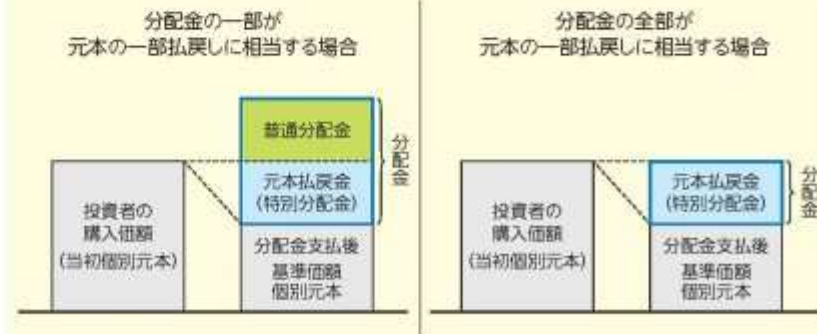 分配金の一部が
元本の一部払戻しに相当する場合
普通分配金
元本払戻金
(特別分配金)
分配金
投資者の
購入価額
(当初個別元本)
分配金支払後
基準価額
個別元本
分配金の全部が
元本の一部払戻しに相当する場合
元本払戻金
(特別分配金)
分配金
投資者の
購入価額
(当初個別元本)
分配金支払後
基準価額
個別元本